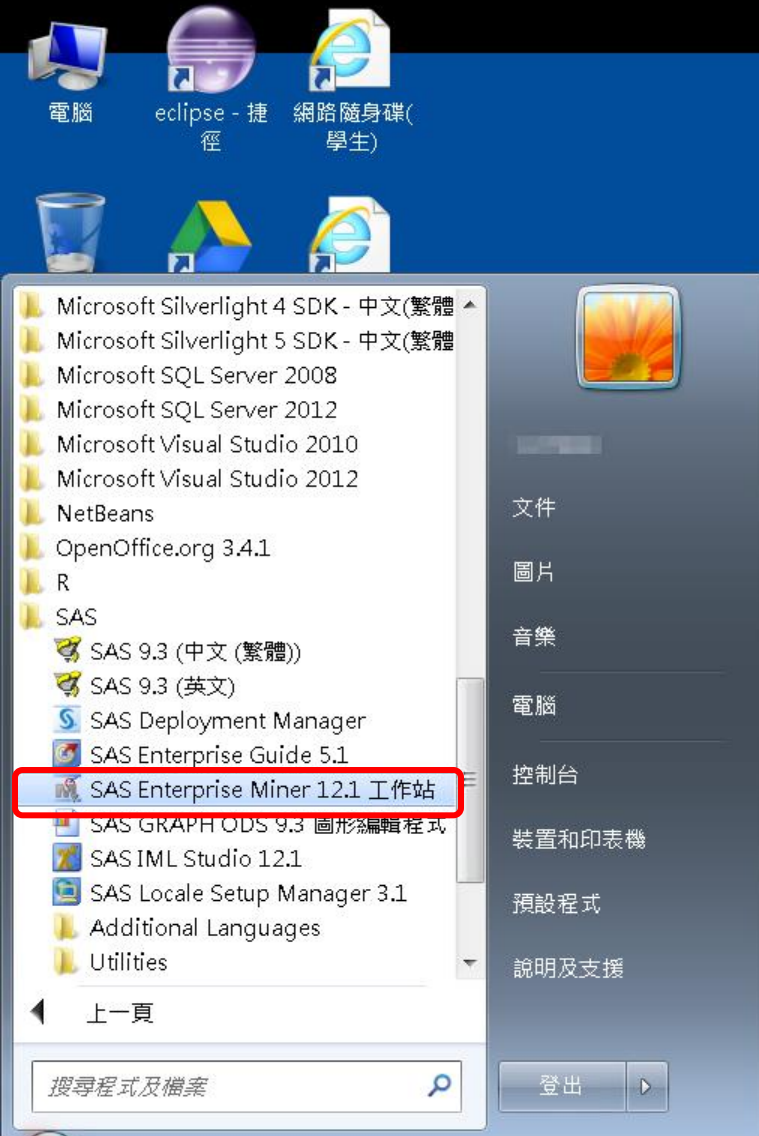 電腦
eclipse - 捷
徑
網路隨身碟(
學生)
Microsoft Silverlight 4 SDK - 中文(繁體
Microsoft Silverlight 5 SDK - 中文(繁體
Microsoft SQL Server 2008
Microsoft SQL Server 2012
Microsoft Visual Studio 2010
Microsoft Visual Studio 2012
NetBeans
OpenOffice.org 3.4.1
R
SAS
SAS 9.3 (中文 (繁體))
SAS 9.3 (英文)
SAS Deployment Manager
SAS Enterprise Guide 5.1
SAS Enterprise Miner 12.1 工作站
SAS GRAPH ODS 9.3 圖形編輯程式
SAS IML Studio 12.1
SAS Locale Setup Manager 3.1
Additional Languages
Utilities
上一頁
搜尋程式及檔案
文件
圖片
音樂
電腦
控制台
裝置和印表機
預設程式
說明及支援
登出